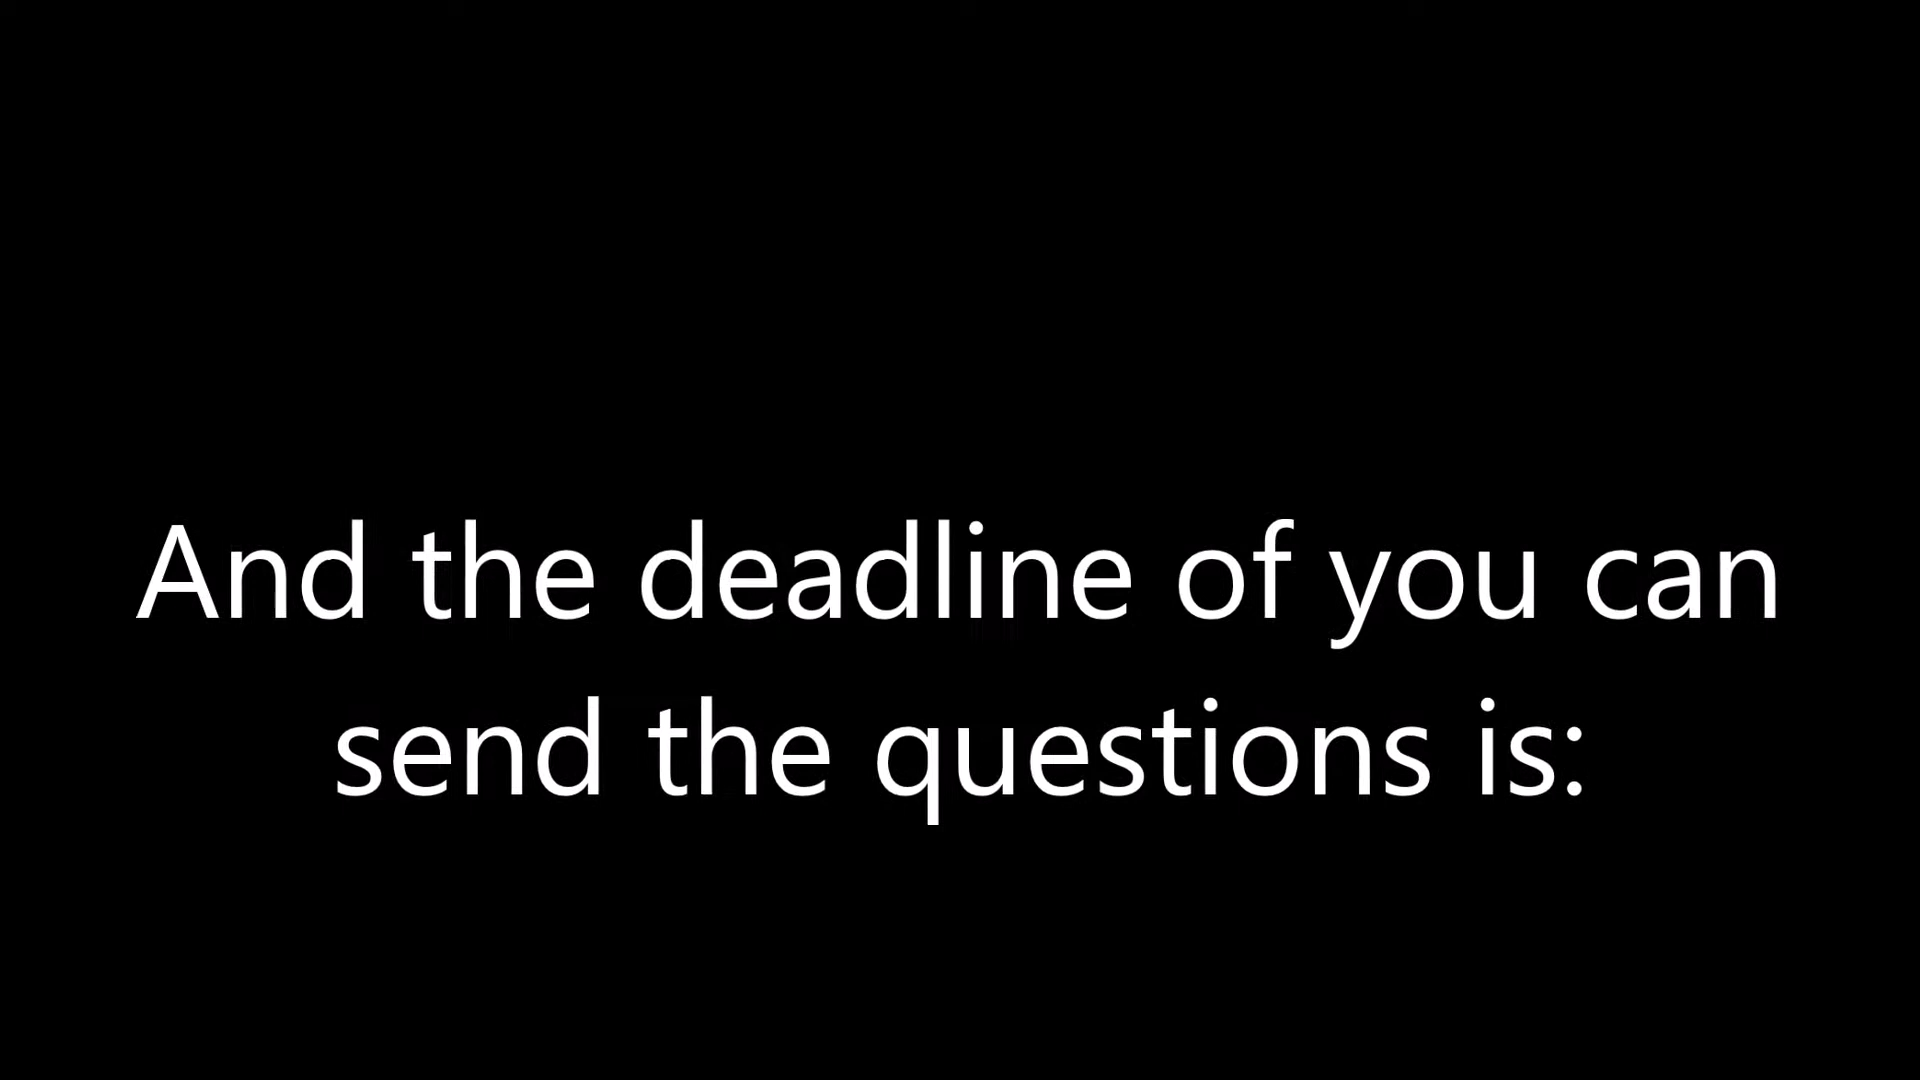 And the deadline of you can
send the questions is: